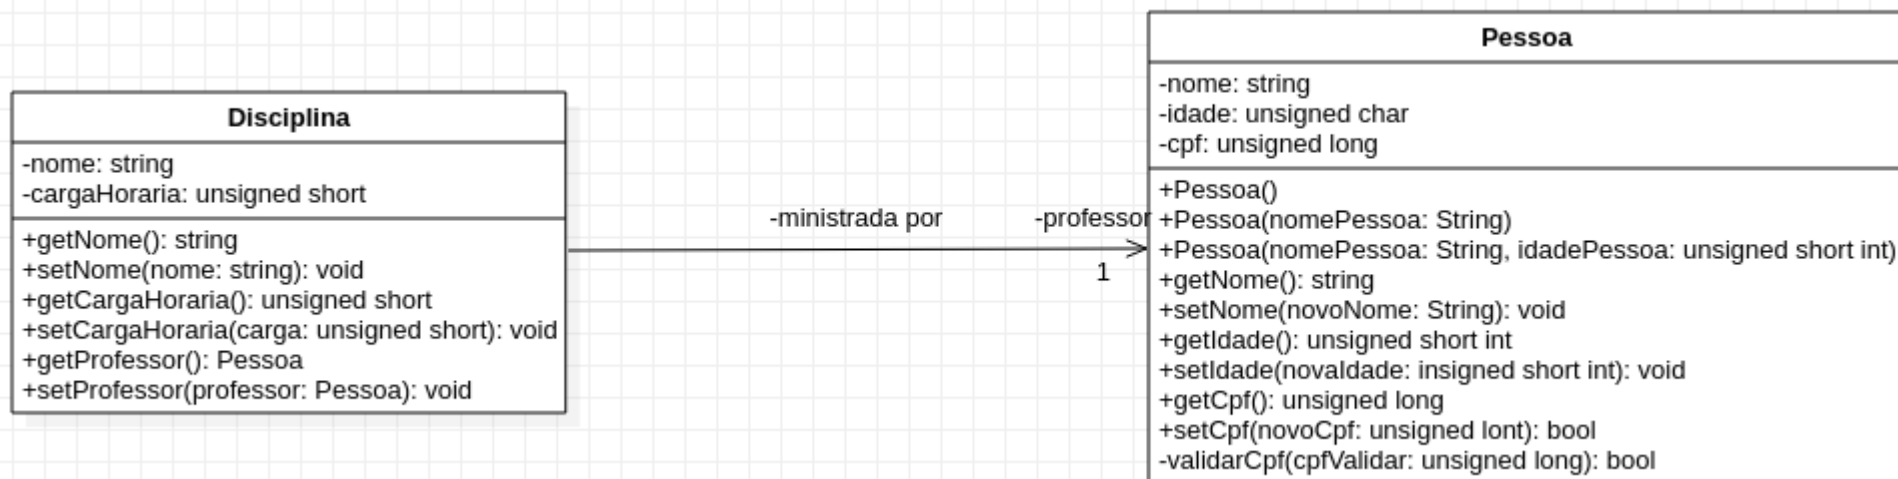 Disciplina
-nome: string
-cargaHoraria: unsigned short
+getNome(): string
+setNome(nome: string): void
+getCargaHoraria(): unsigned short
+setCargaHoraria(carga: unsigned short): void
+getProfessor(): Pessoa
+setProfessor(professor: Pessoa): void
-ministrada por
-professor
1
Pessoa
-nome: string
-idade: unsigned char
-cpf: unsigned long
+Pessoa()
+Pessoa(nomePessoa: String)
+Pessoa(nomePessoa: String, idadePessoa: unsigned short int)
+getNome(): string
+setNome(novoNome: String): void
+getIdade(): unsigned short int
+setIdade(novaIdade: insigned short int): void
+getCpf(): unsigned long
+setCpf(novoCpf: unsigned lont): bool
-validarCpf(cpfValidar: unsigned long): bool